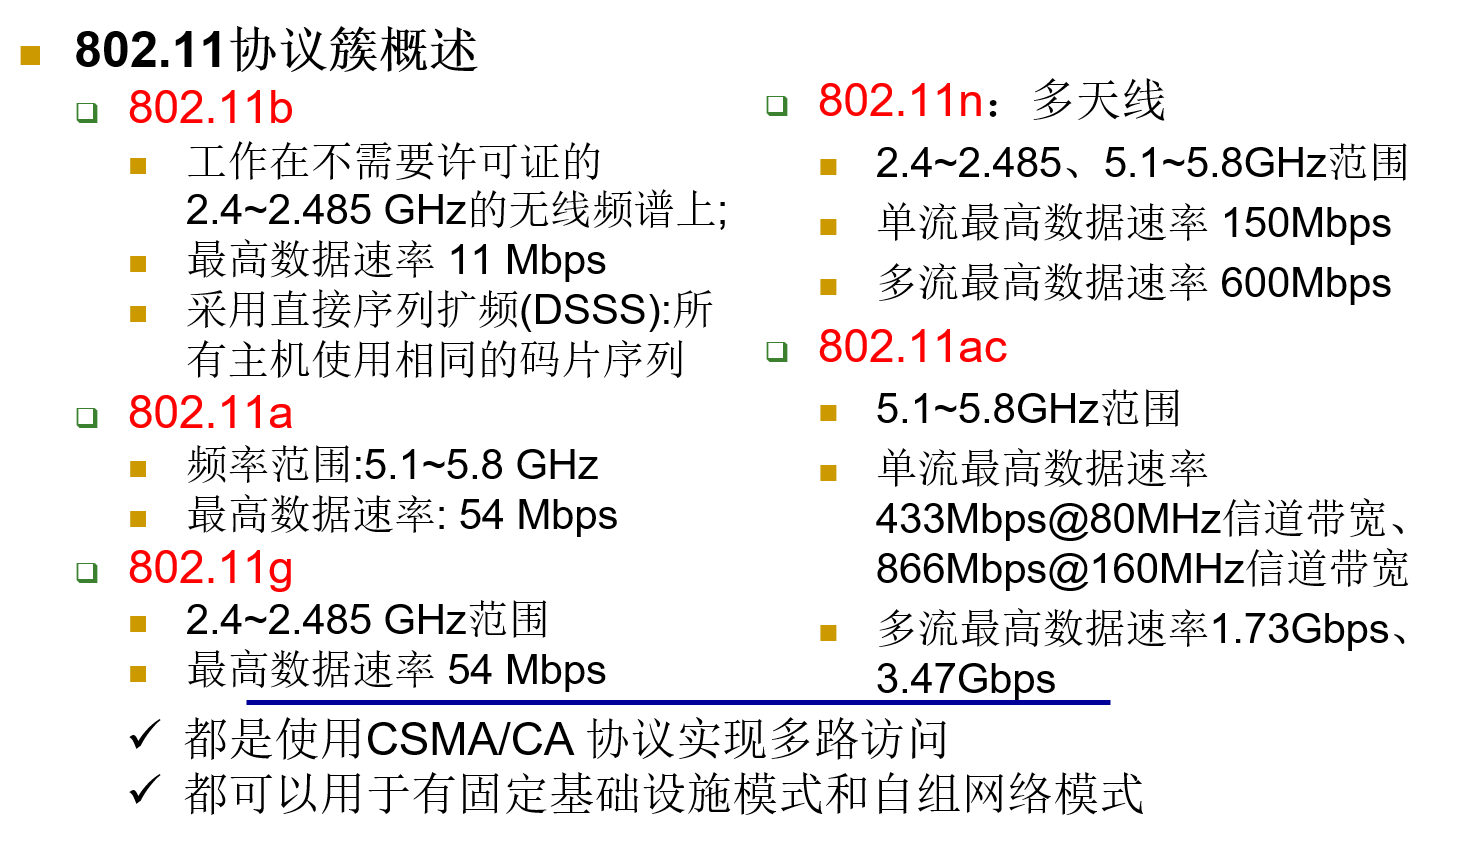 802.11协议簇概述
802.11b
工作在不需要许可证的
2.4~2.485 GHz的无线频谱上;
最高数据速率 11 Mbps
采用直接序列扩频(DSSS):所
有主机使用相同的码片序列
802.11a
频率范围:5.1~5.8 GHz
最高数据速率: 54 Mbps
802.11g
2.4~2.485 GHz范围
最高数据速率 54 Mbps
802.11n：多天线
2.4~2.485、5.1~5.8GHz范围
单流最高数据速率 150Mbps
多流最高数据速率 600Mbps
802.11ac
5.1~5.8GHz范围
单流最高数据速率
433Mbps@80MHz信道带宽、
866Mbps@160MHz信道带宽
多流最高数据速率1.73Gbps、
3.47Gbps
都是使用CSMA/CA 协议实现多路访问
都可以用于有固定基础设施模式和自组网络模式